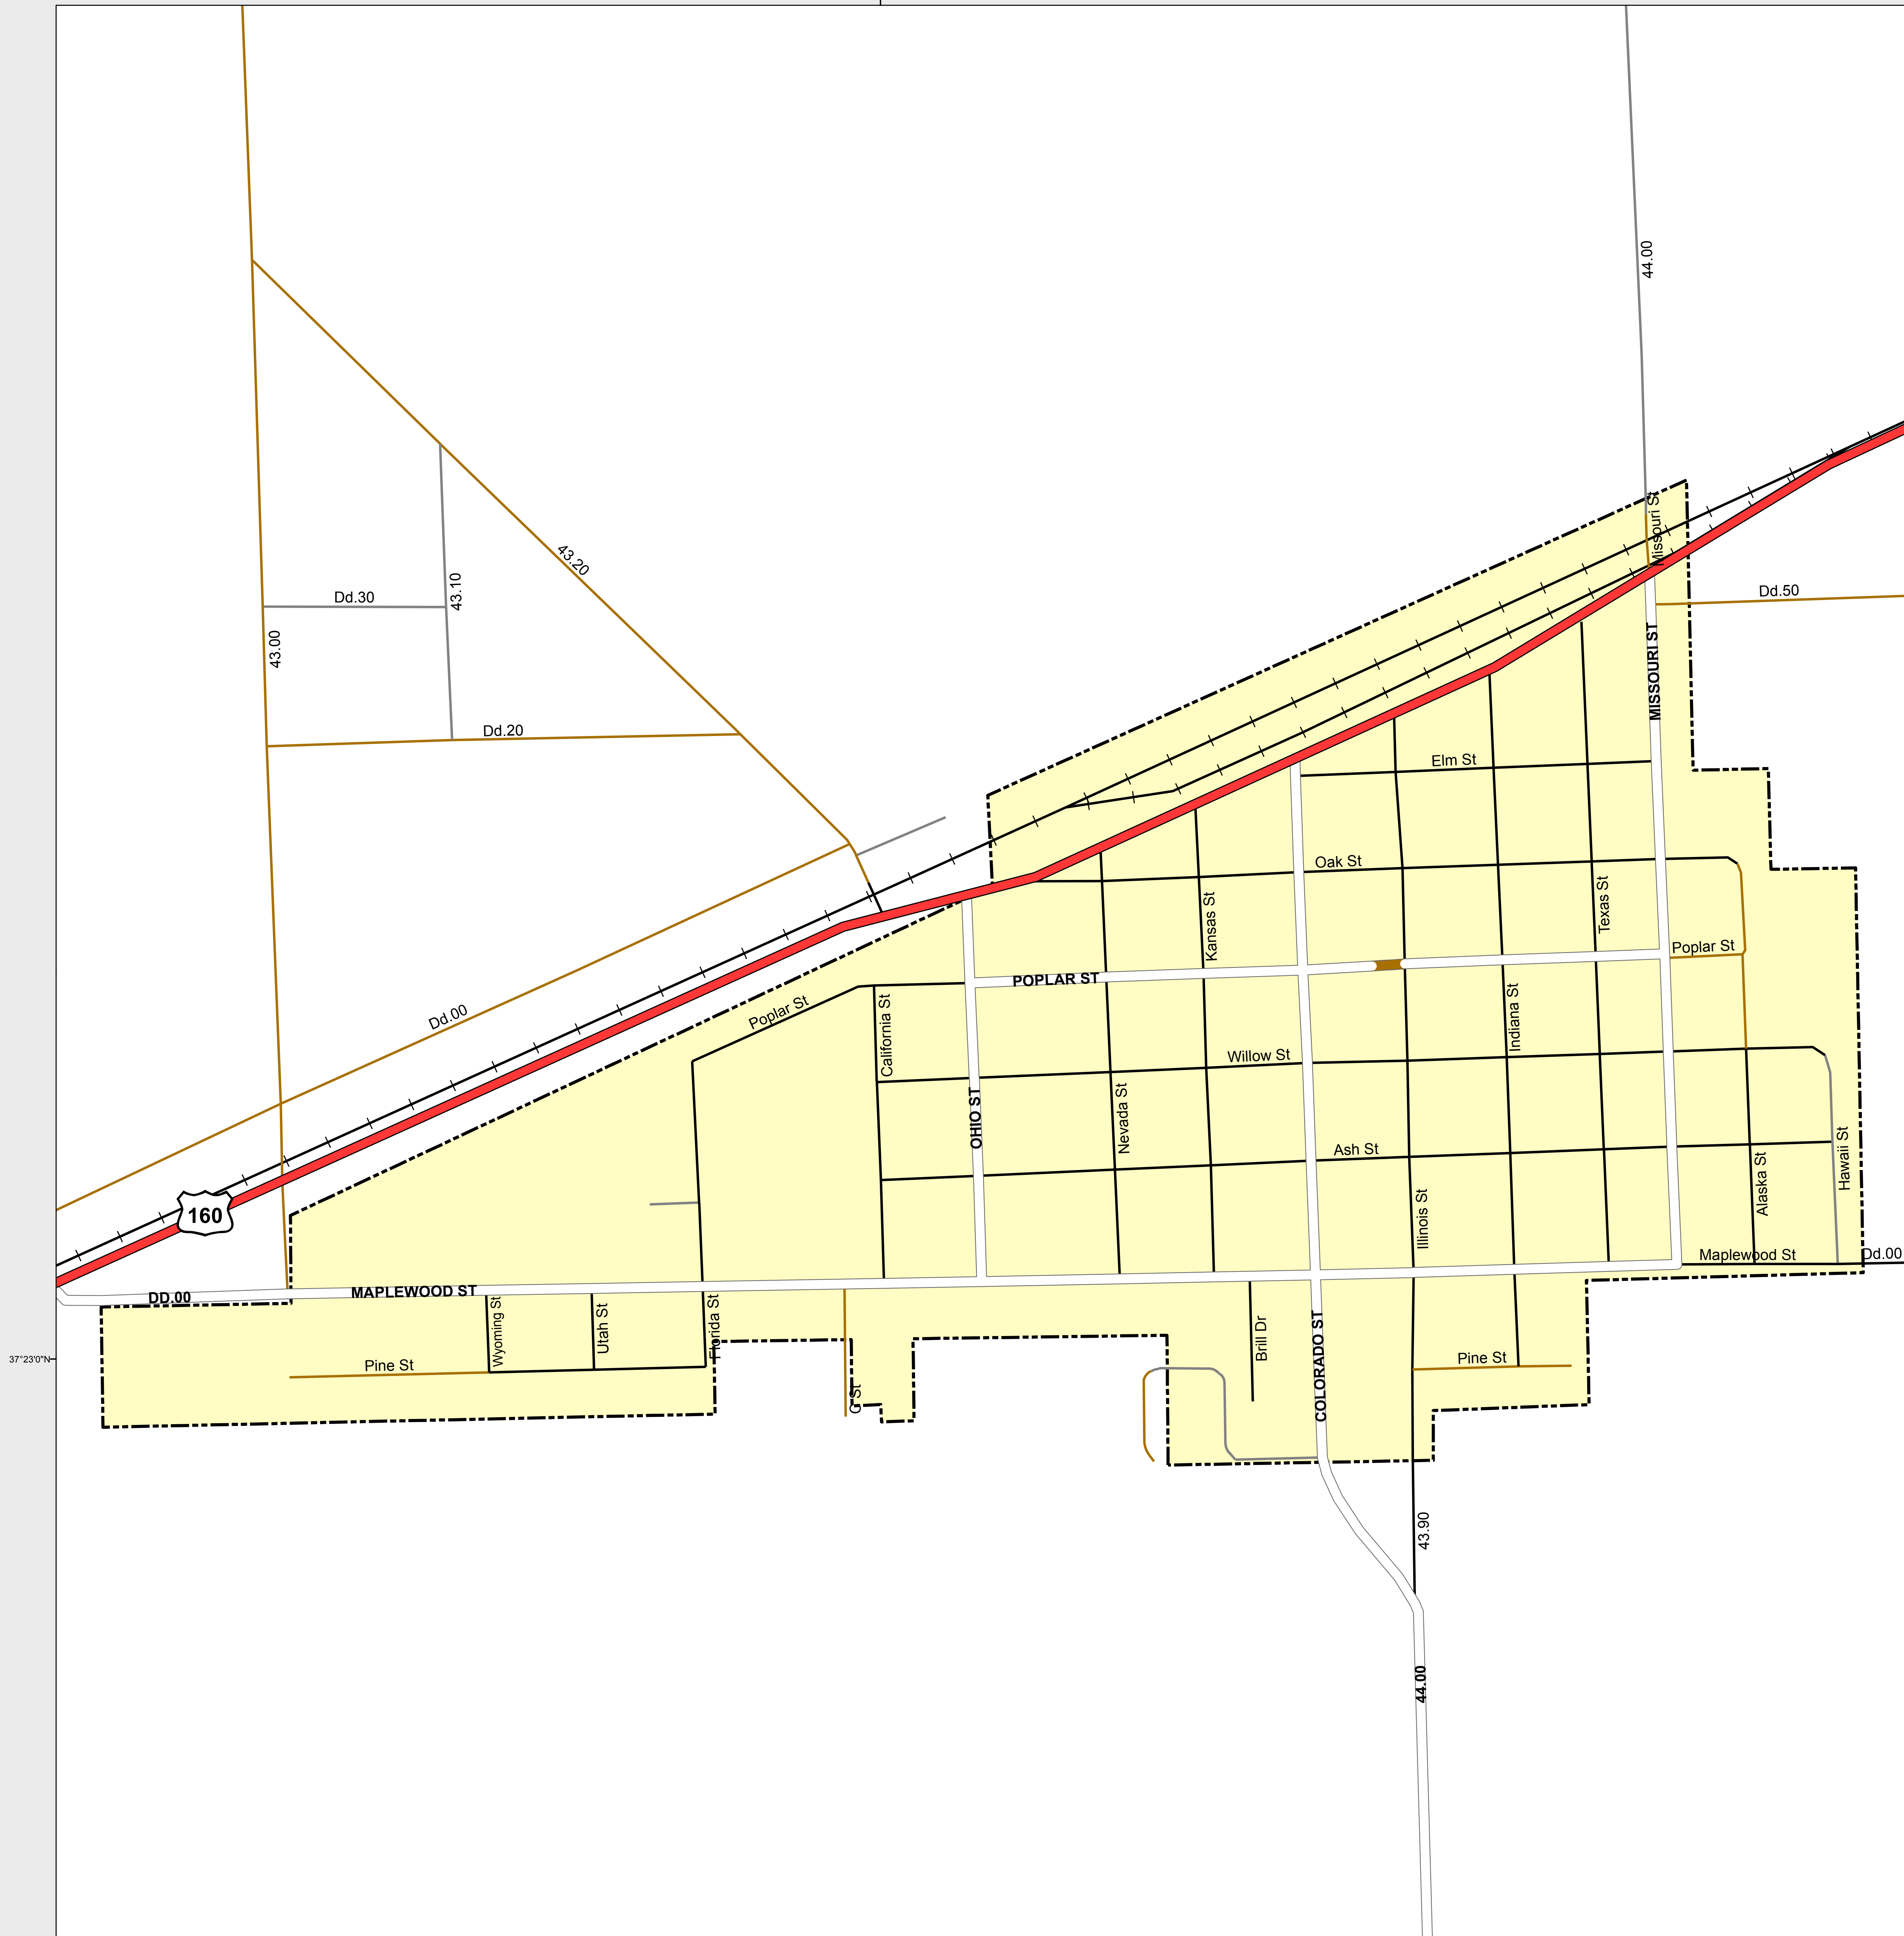 44.00
43.20
43.10
Dd.30
43.00
Dd.20
Missouri St
Dd.50
MISSOURI ST
Elm St
Oak St
Kansas St
Texas St
Poplar St
POPLAR ST
Poplar St
California St
Indiana St
Dd.00
Willow St
OHIO ST
Nevada St
Ash St
Hawaii St
Alaska St
Illinois St
160
Maplewood St
Dd.00
DD.00
MAPLEWOOD ST
Wyoming St
Utah St
Florida St
Brill Dr
COLORADO ST
37°23'0"N
Pine St
Pine St
C St
43.90
44.00